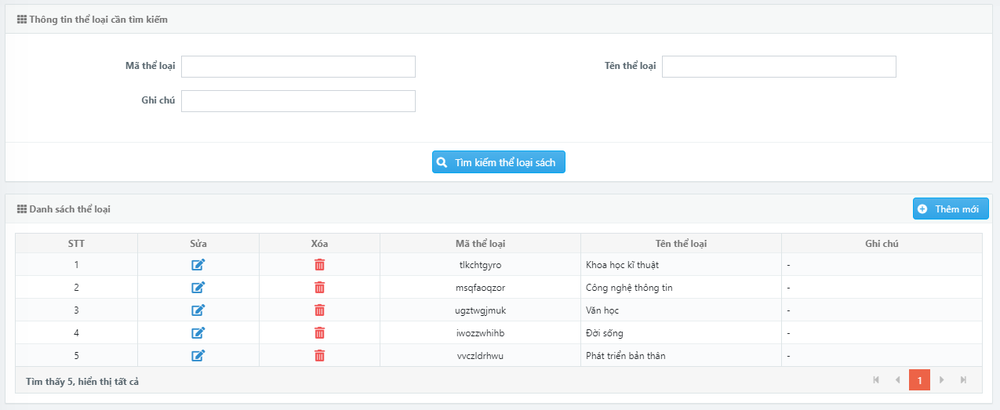 Thông tin thể loại cần tìm kiếm
Mã thể loại Tên thể loại
Ghi chú
Tìm kiếm thể loại sách
Danh sách thể loại Thêm mới
STT Sửa Xóa Mã thể loại Tên thể loại Ghi chú
1 tlkchtgyro Khoa học kĩ thuật -
2 msqfaoqzor Công nghệ thông tin -
3 ugztwgjmuk Văn học -
4 iwozzwhihb Đời sống -
5 vvczldrhwu Phát triển bản thân -
Tìm thấy 5, hiển thị tất cả 1